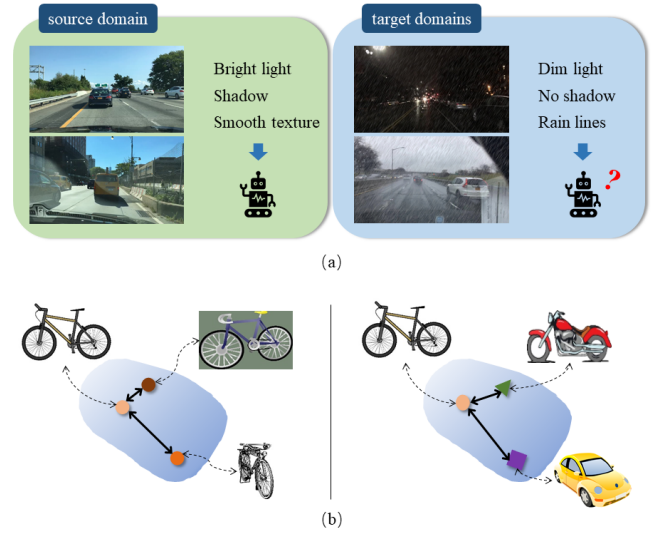 source domain
Bright light
Shadow
Smooth texture
target domains
Dim light
No shadow
Rain lines
?
(a)
(b)